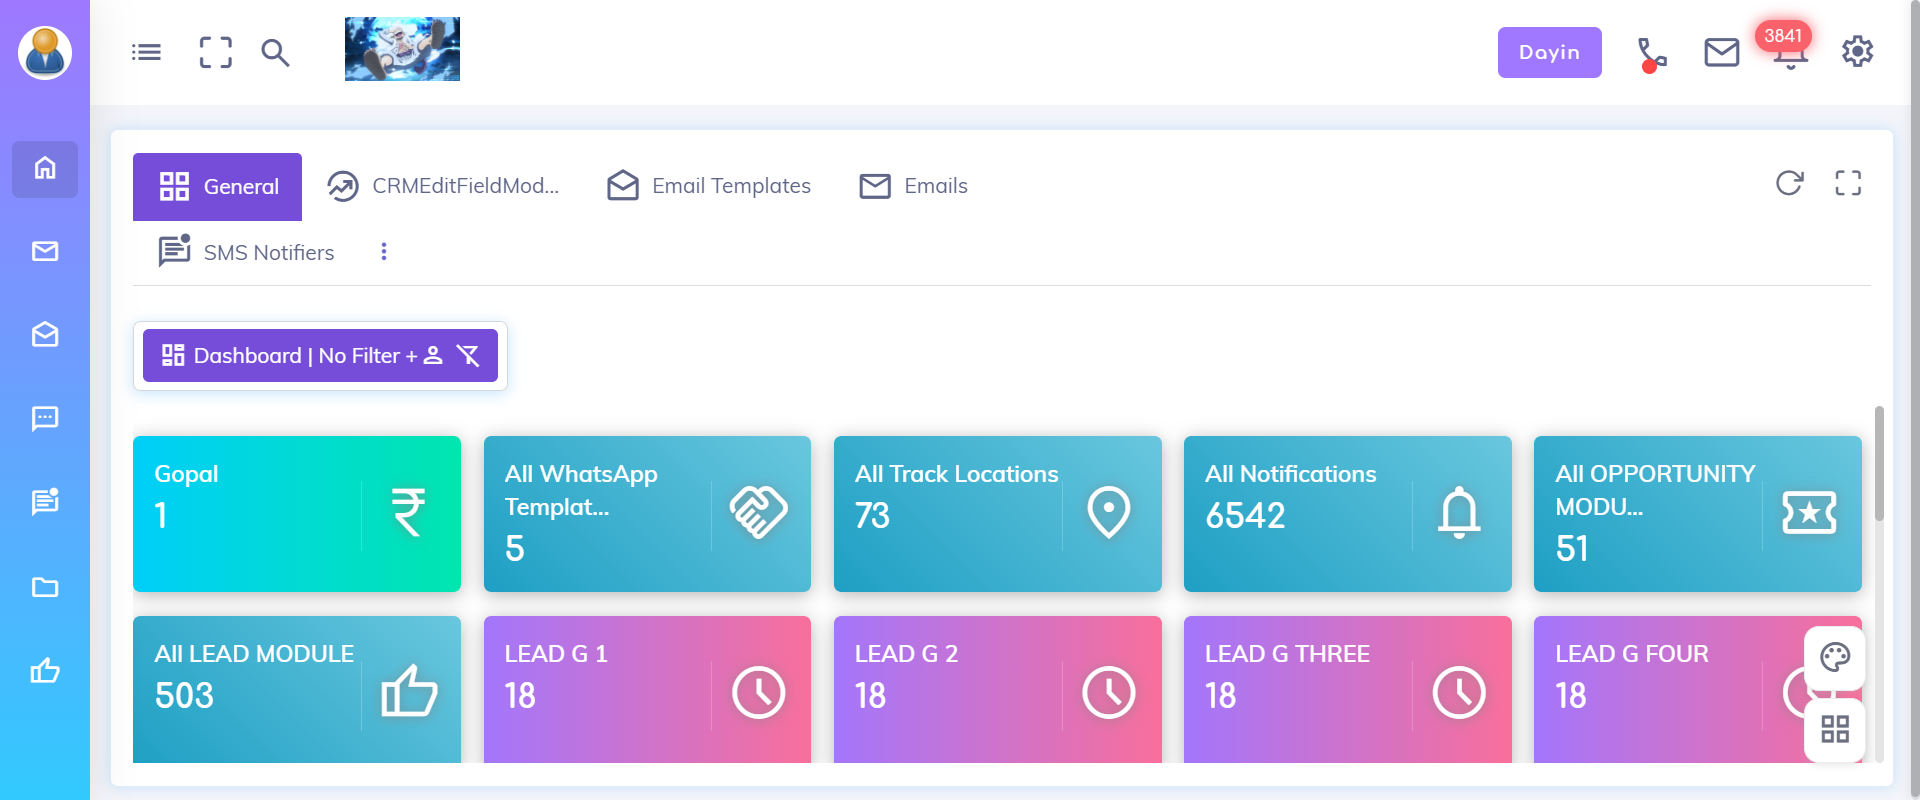 Dayin
3841
General
CRMEditFieldMod...
Email Templates
Emails
SMS Notifiers
Dashboard | No Filter +
Gopal
1
All WhatsApp
Templat...
5
All Track Locations
73
All Notifications
6542
All OPPORTUNITY
MODU...
51
All LEAD MODULE
503
LEAD G 1
18
LEAD G 2
18
LEAD G THREE
18
LEAD G FOUR
18